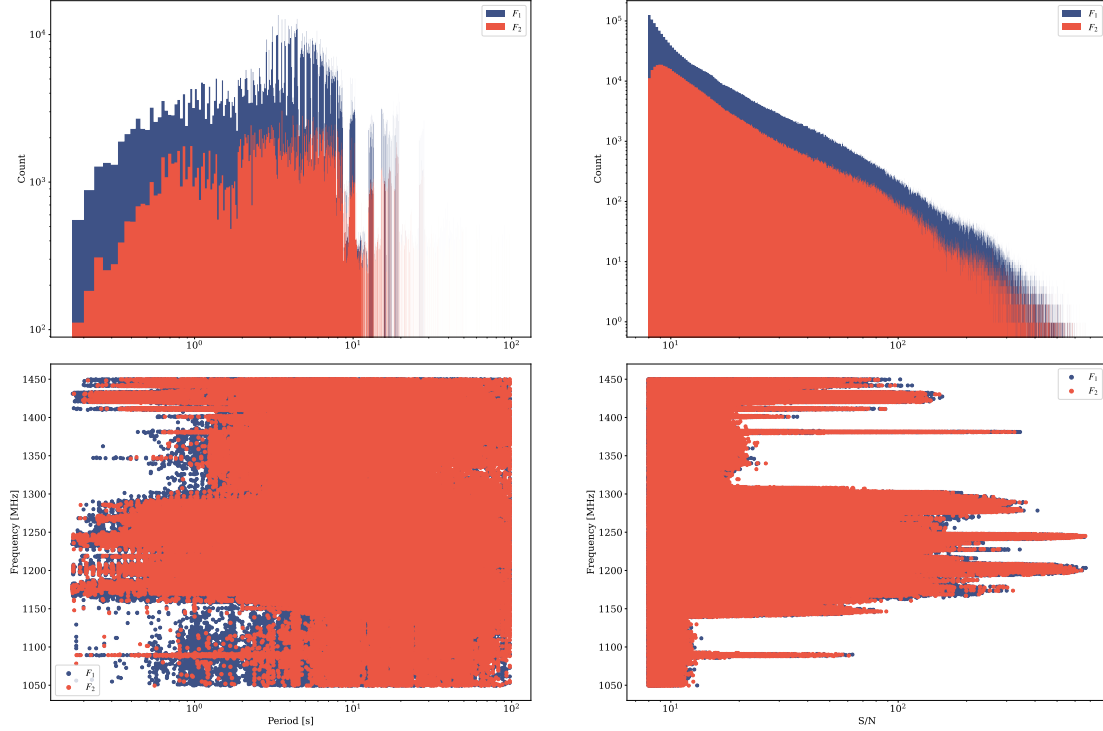 10⁴
10³
10²
Count
10⁰
10¹
10²
F₁
F₂
10⁵
10⁴
10³
10²
10¹
10⁰
Count
10¹
10²
F₁
F₂
1450
1400
1350
1300
1250
1200
1150
1100
1050
Frequency [MHz]
F₁
F₂
10⁰
10¹
10²
Period [s]
1450
1400
1350
1300
1250
1200
1150
1100
1050
Frequency [MHz]
F₁
F₂
10¹
10²
S/N